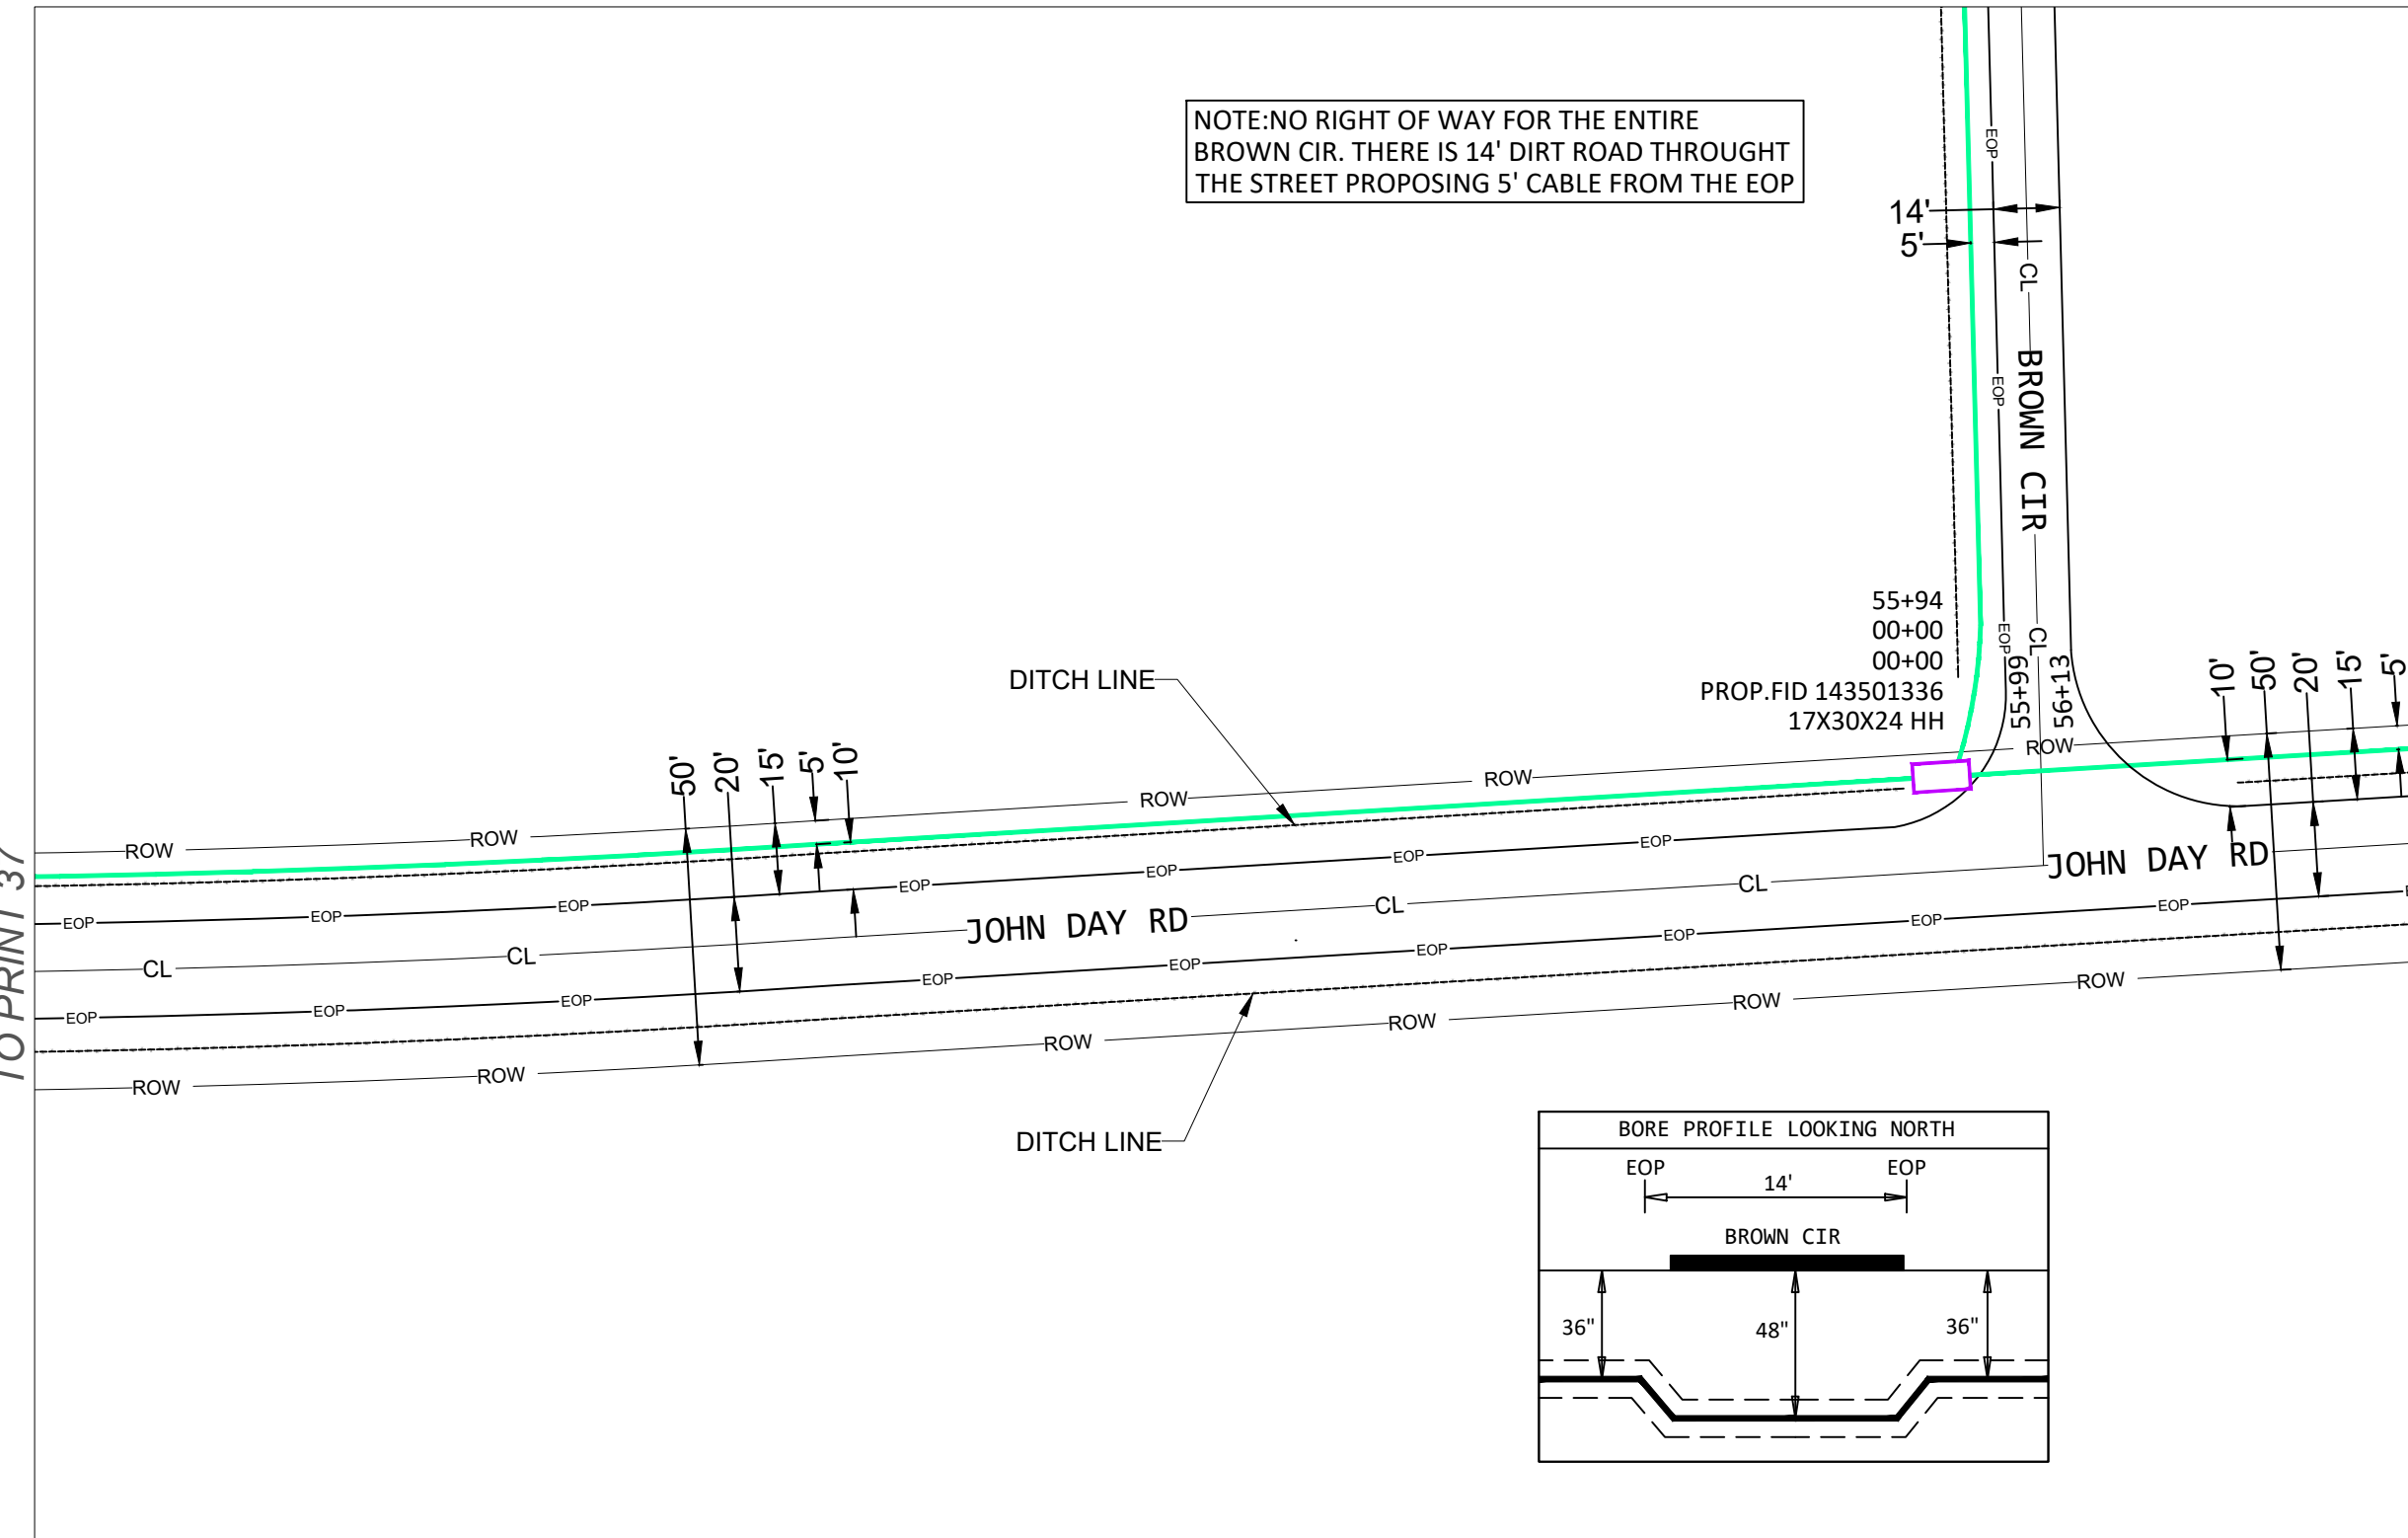 NOTE:NO RIGHT OF WAY FOR THE ENTIRE
BROWN CIR. THERE IS 14' DIRT ROAD THROUGHT
THE STREET PROPOSING 5' CABLE FROM THE EOP
14'
5'
EOP
CL
EOP
BROWN CIR
EOP
CL
55+99
56+13
55+94
00+00
00+00
PROP.FID 143501336
17X30X24 HH
DITCH LINE
50'
20'
15'
5'
10'
10'
50'
20'
15'
5'
ROW
ROW
ROW
ROW
ROW
EOP
EOP
EOP
EOP
EOP
EOP
EOP
CL
CL
JOHN DAY RD
CL
CL
JOHN DAY RD
EOP
EOP
EOP
EOP
EOP
EOP
EOP
EOP
EOP
ROW
ROW
ROW
ROW
ROW
ROW
DITCH LINE
TO PRINT 37
BORE PROFILE LOOKING NORTH
EOP EOP
14'
BROWN CIR
36" 48" 36"